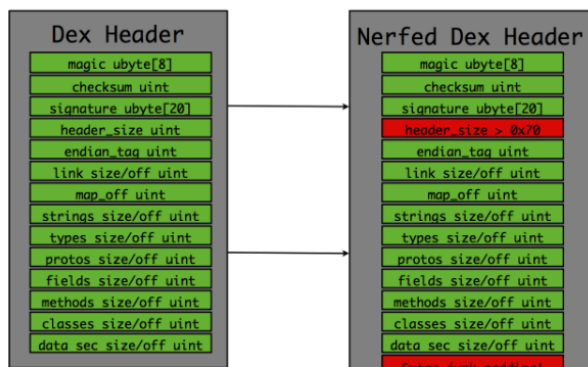 Dex Header
magic ubyte[8]
checksum uint
signature ubyte[20]
header_size uint
endian_tag uint
link size/off uint
map_off uint
strings size/off uint
types size/off uint
protos size/off uint
fields size/off uint
methods size/off uint
classes size/off uint
data sec size/off uint
Nerfed Dex Header
magic ubyte[8]
checksum uint
signature ubyte[20]
header_size > 0x70
endian_tag uint
link size/off uint
map_off uint
strings size/off uint
types size/off uint
protos size/off uint
fields size/off uint
methods size/off uint
classes size/off uint
data sec size/off uint
Extra junk padding!